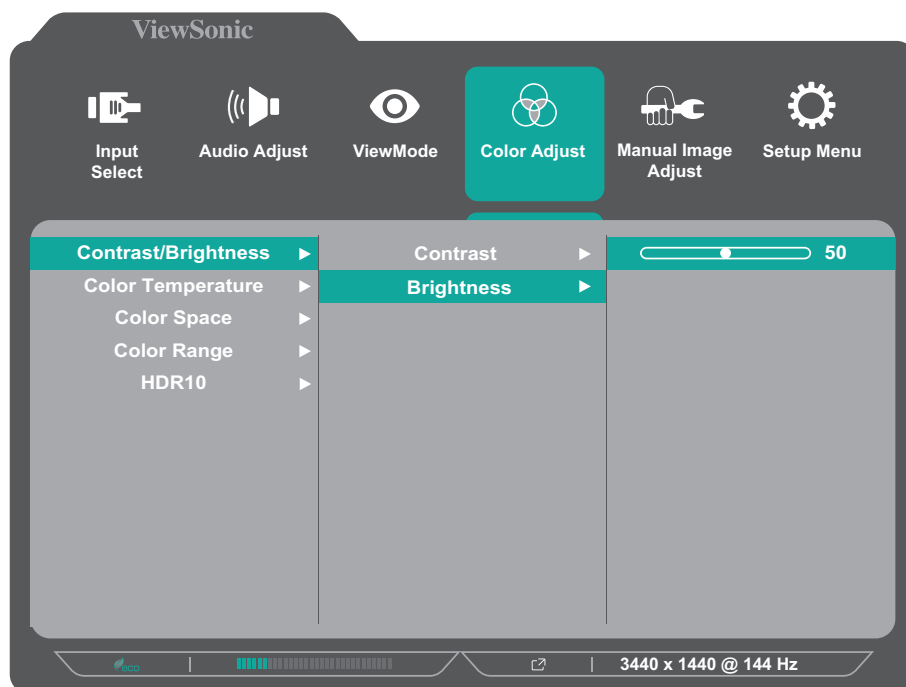 ViewSonic
Input
Select
Audio Adjust
ViewMode
Color Adjust
Manual Image
Adjust
Setup Menu
Contrast/Brightness
Contrast
50
Color Temperature
Brightness
Color Space
Color Range
HDR10
eco
3440 x 1440 @ 144 Hz